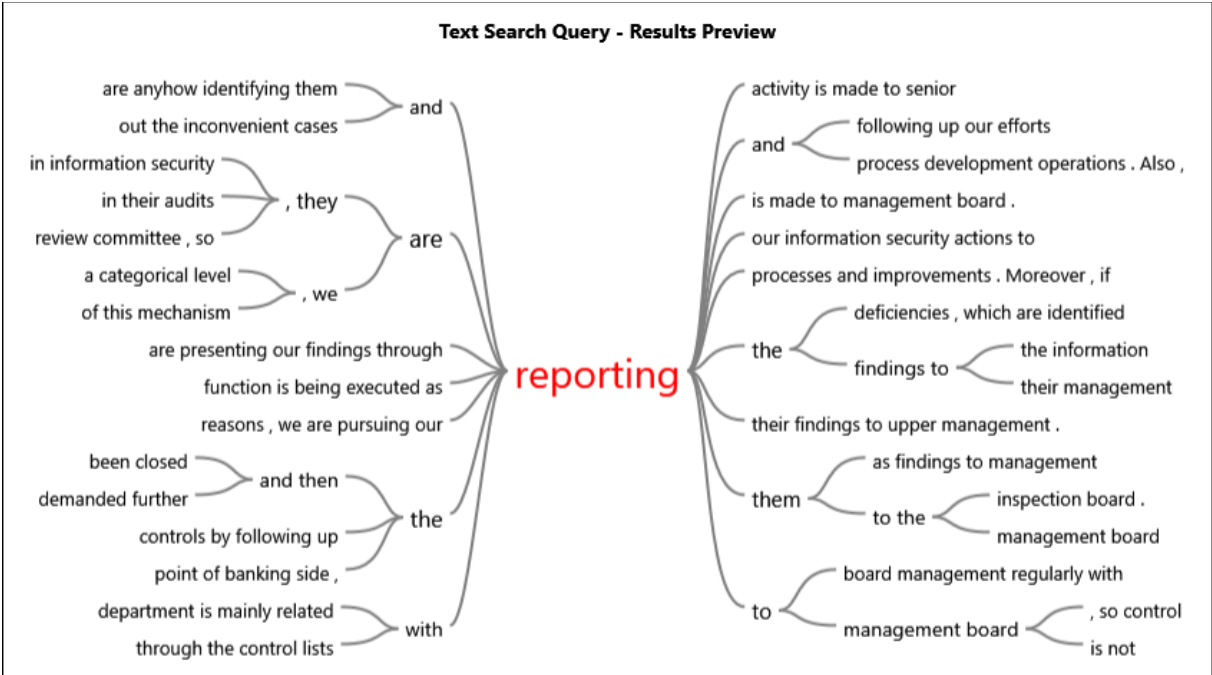 Text Search Query - Results Preview
are anyhow identifying them
out the inconvenient cases
and
in information security
in their audits
review committee , so
, they
a categorical level
of this mechanism
, we
are
are presenting our findings through
function is being executed as
reasons , we are pursuing our
been closed
demanded further
and then
controls by following up
point of banking side ,
the
department is mainly related
through the control lists
with
reporting
activity is made to senior
and
following up our efforts
process development operations . Also ,
is made to management board .
our information security actions to
processes and improvements . Moreover , if
the
deficiencies , which are identified
findings to
the information
their management
their findings to upper management .
them
as findings to management
to the
inspection board .
management board
to
board management regularly with
management board
, so control
is not